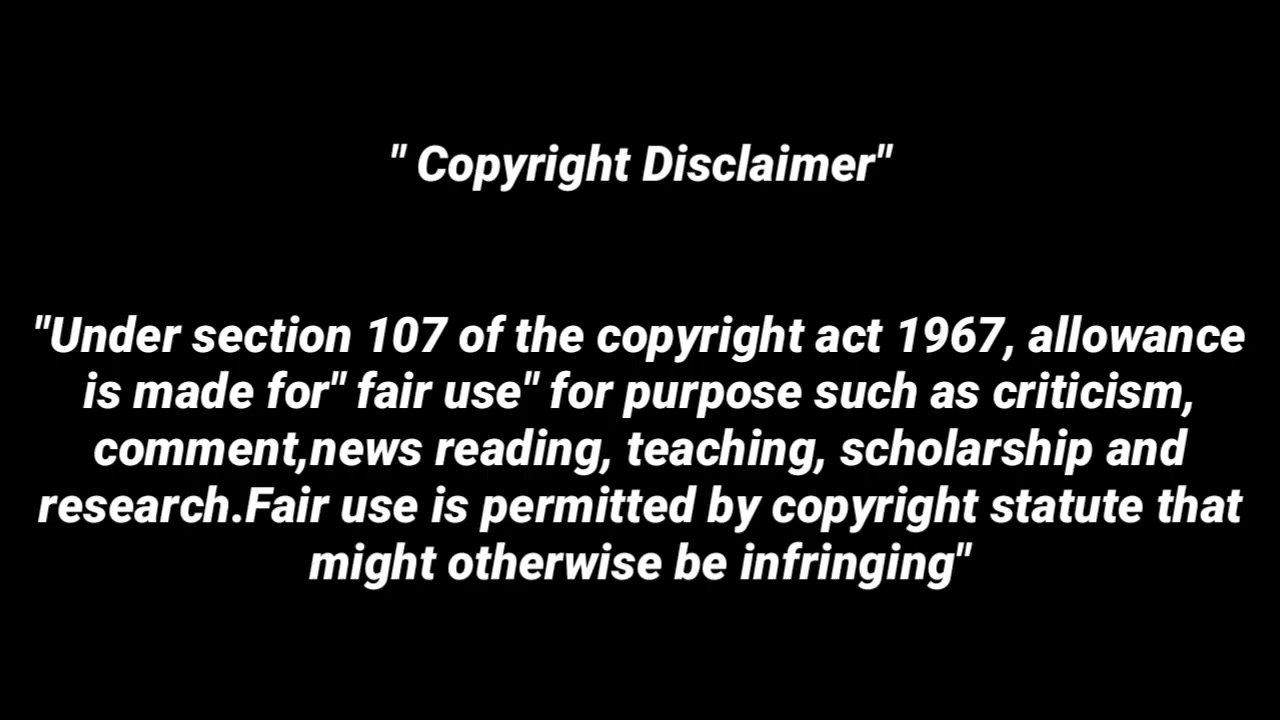 " Copyright Disclaimer"
"Under section 107 of the copyright act 1967, allowance
is made for" fair use" for purpose such as criticism,
comment,news reading, teaching, scholarship and
research.Fair use is permitted by copyright statute that
might otherwise be infringing"